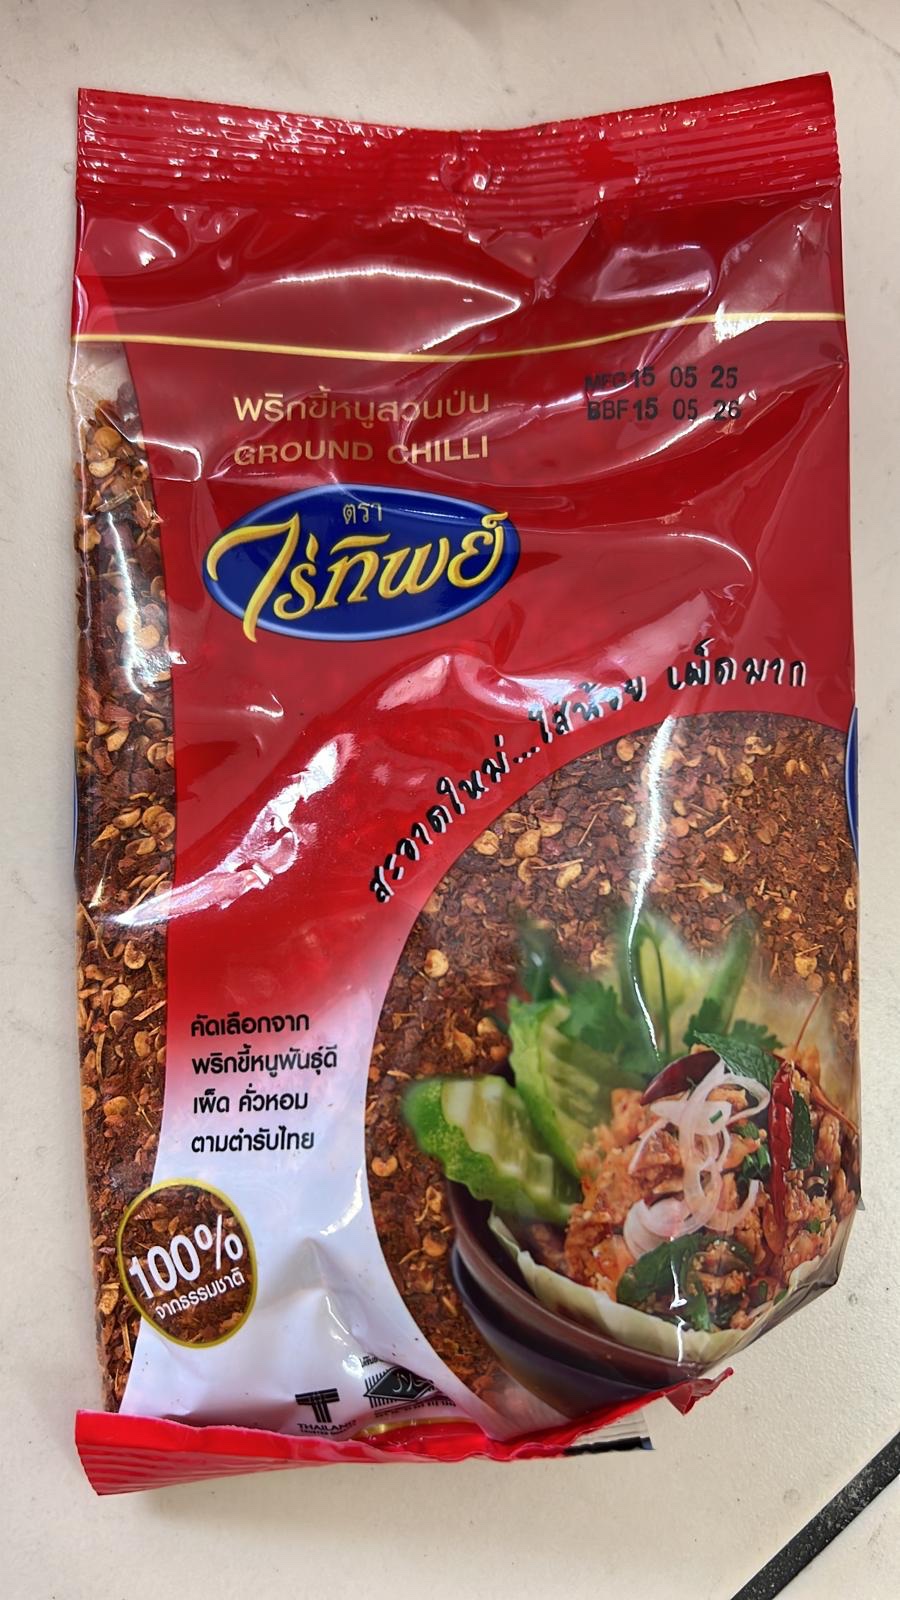 พริกขี้หนูสวนป่น
GROUND CHILLI
MFG 15 05 25
BBF 15 05 26
ตรา
ไร่ทิพย์
สะอาดใหม่...ใส่น้อย เผ็ดมาก
คัดเลือกจาก
พริกขี้หนูพันธุ์ดี
เผ็ด คั่วหอม
ตามตำรับไทย
100%
จากธรรมชาติ
THAILAND